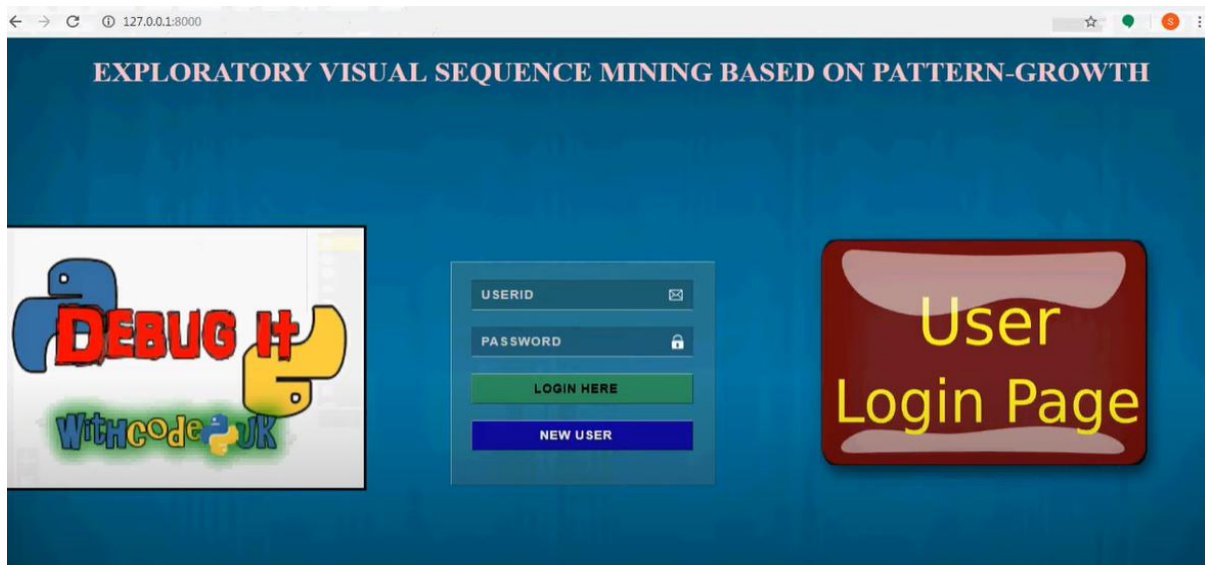 127.0.0.1:8000
S
EXPLORATORY VISUAL SEQUENCE MINING BASED ON PATTERN-GROWTH
DEBUG It
WITHCODE UK
USERID
PASSWORD
LOGIN HERE
NEW USER
User
Login Page